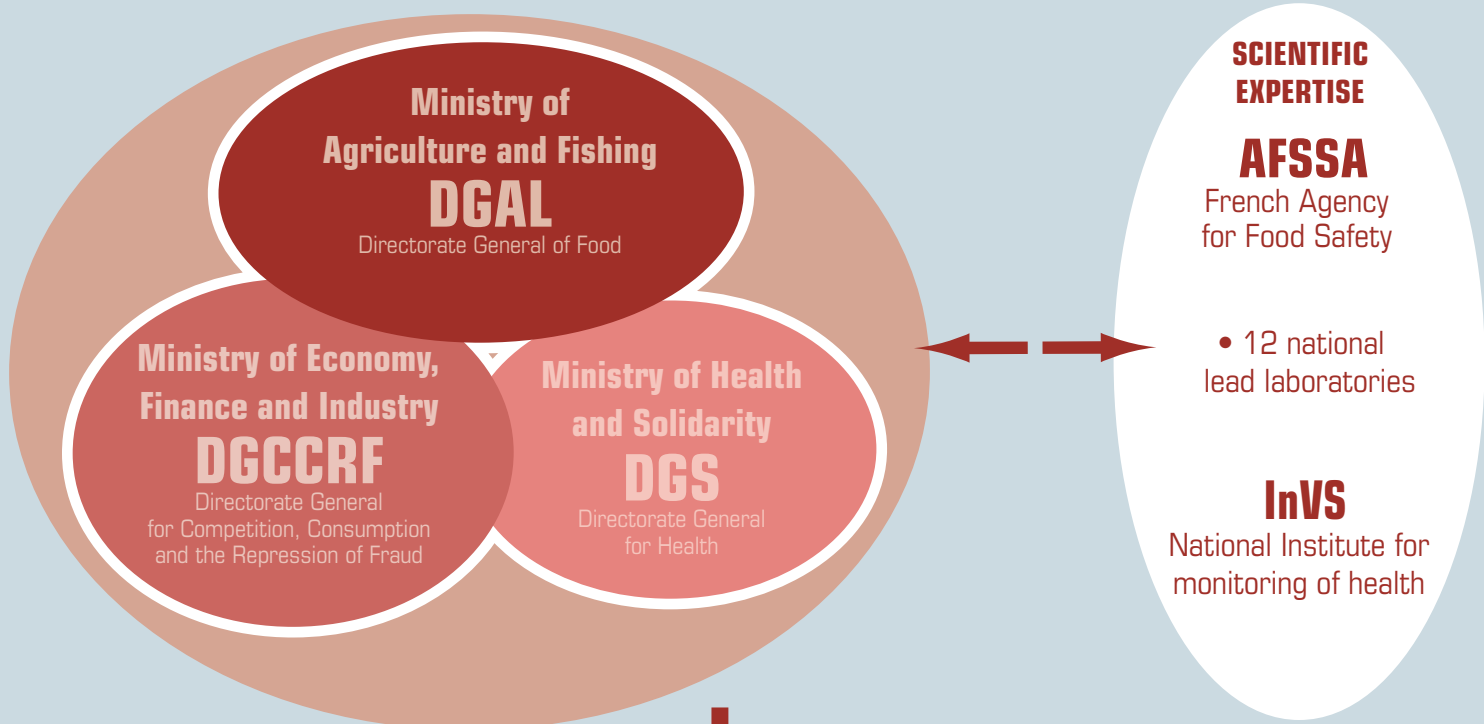 Ministry of
Agriculture and Fishing
DGAL
Directorate General of Food
Ministry of Economy,
Finance and Industry
DGCCRF
Directorate General
for Competition, Consumption
and the Repression of Fraud
Ministry of Health
and Solidarity
DGS
Directorate General
for Health
SCIENTIFIC
EXPERTISE
AFSSA
French Agency
for Food Safety
• 12 national
lead laboratories
InVS
National Institute for
monitoring of health